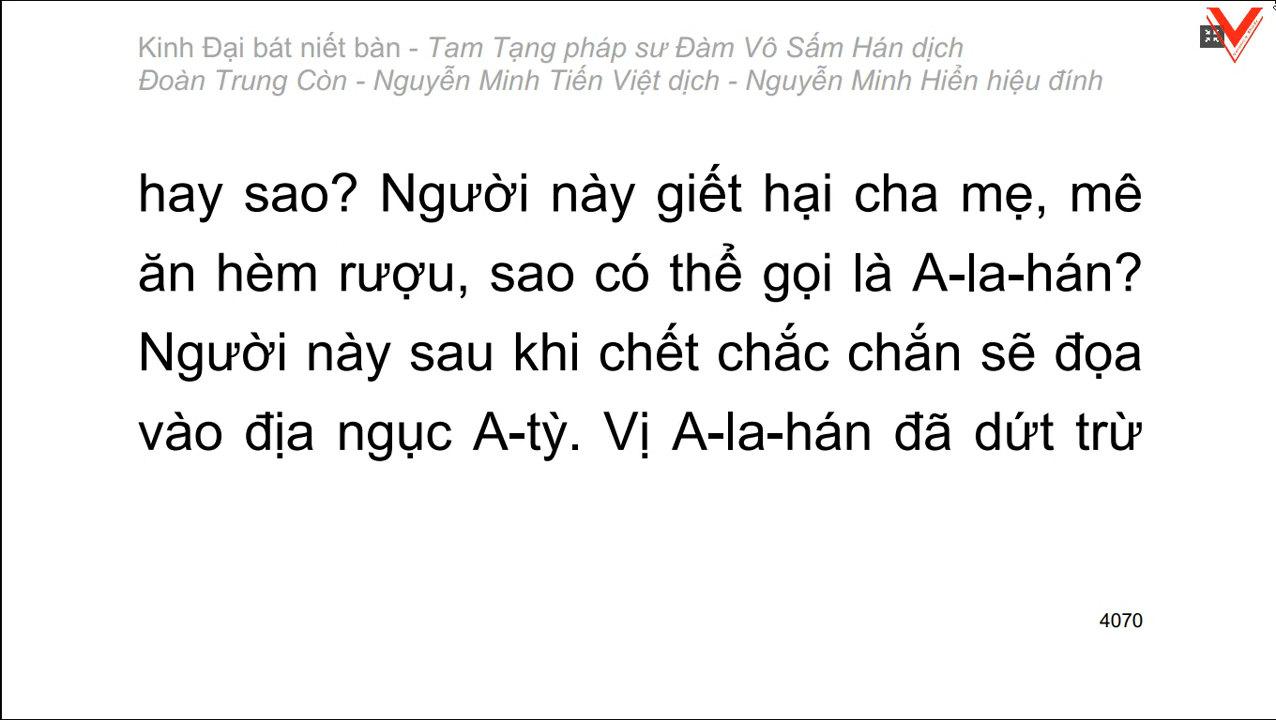 Kinh Đại bát niết bàn - Tam Tạng pháp sư Đàm Vô Sấm Hán dịch
Đoàn Trung Còn - Nguyễn Minh Tiến Việt dịch - Nguyễn Minh Hiển hiệu đính
hay sao? Người này giết hại cha mẹ, mê
ăn hèm rượu, sao có thể gọi là A-la-hán?
Người này sau khi chết chắc chắn sẽ đọa
vào địa ngục A-tỳ. Vị A-la-hán đã dứt trừ
4070